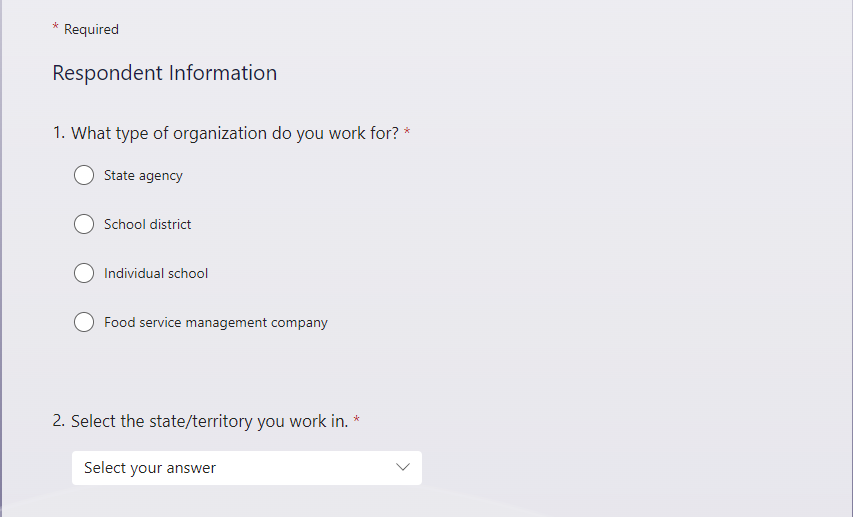 * Required
Respondent Information
1. What type of organization do you work for? *
State agency
School district
Individual school
Food service management company
2. Select the state/territory you work in. *
Select your answer